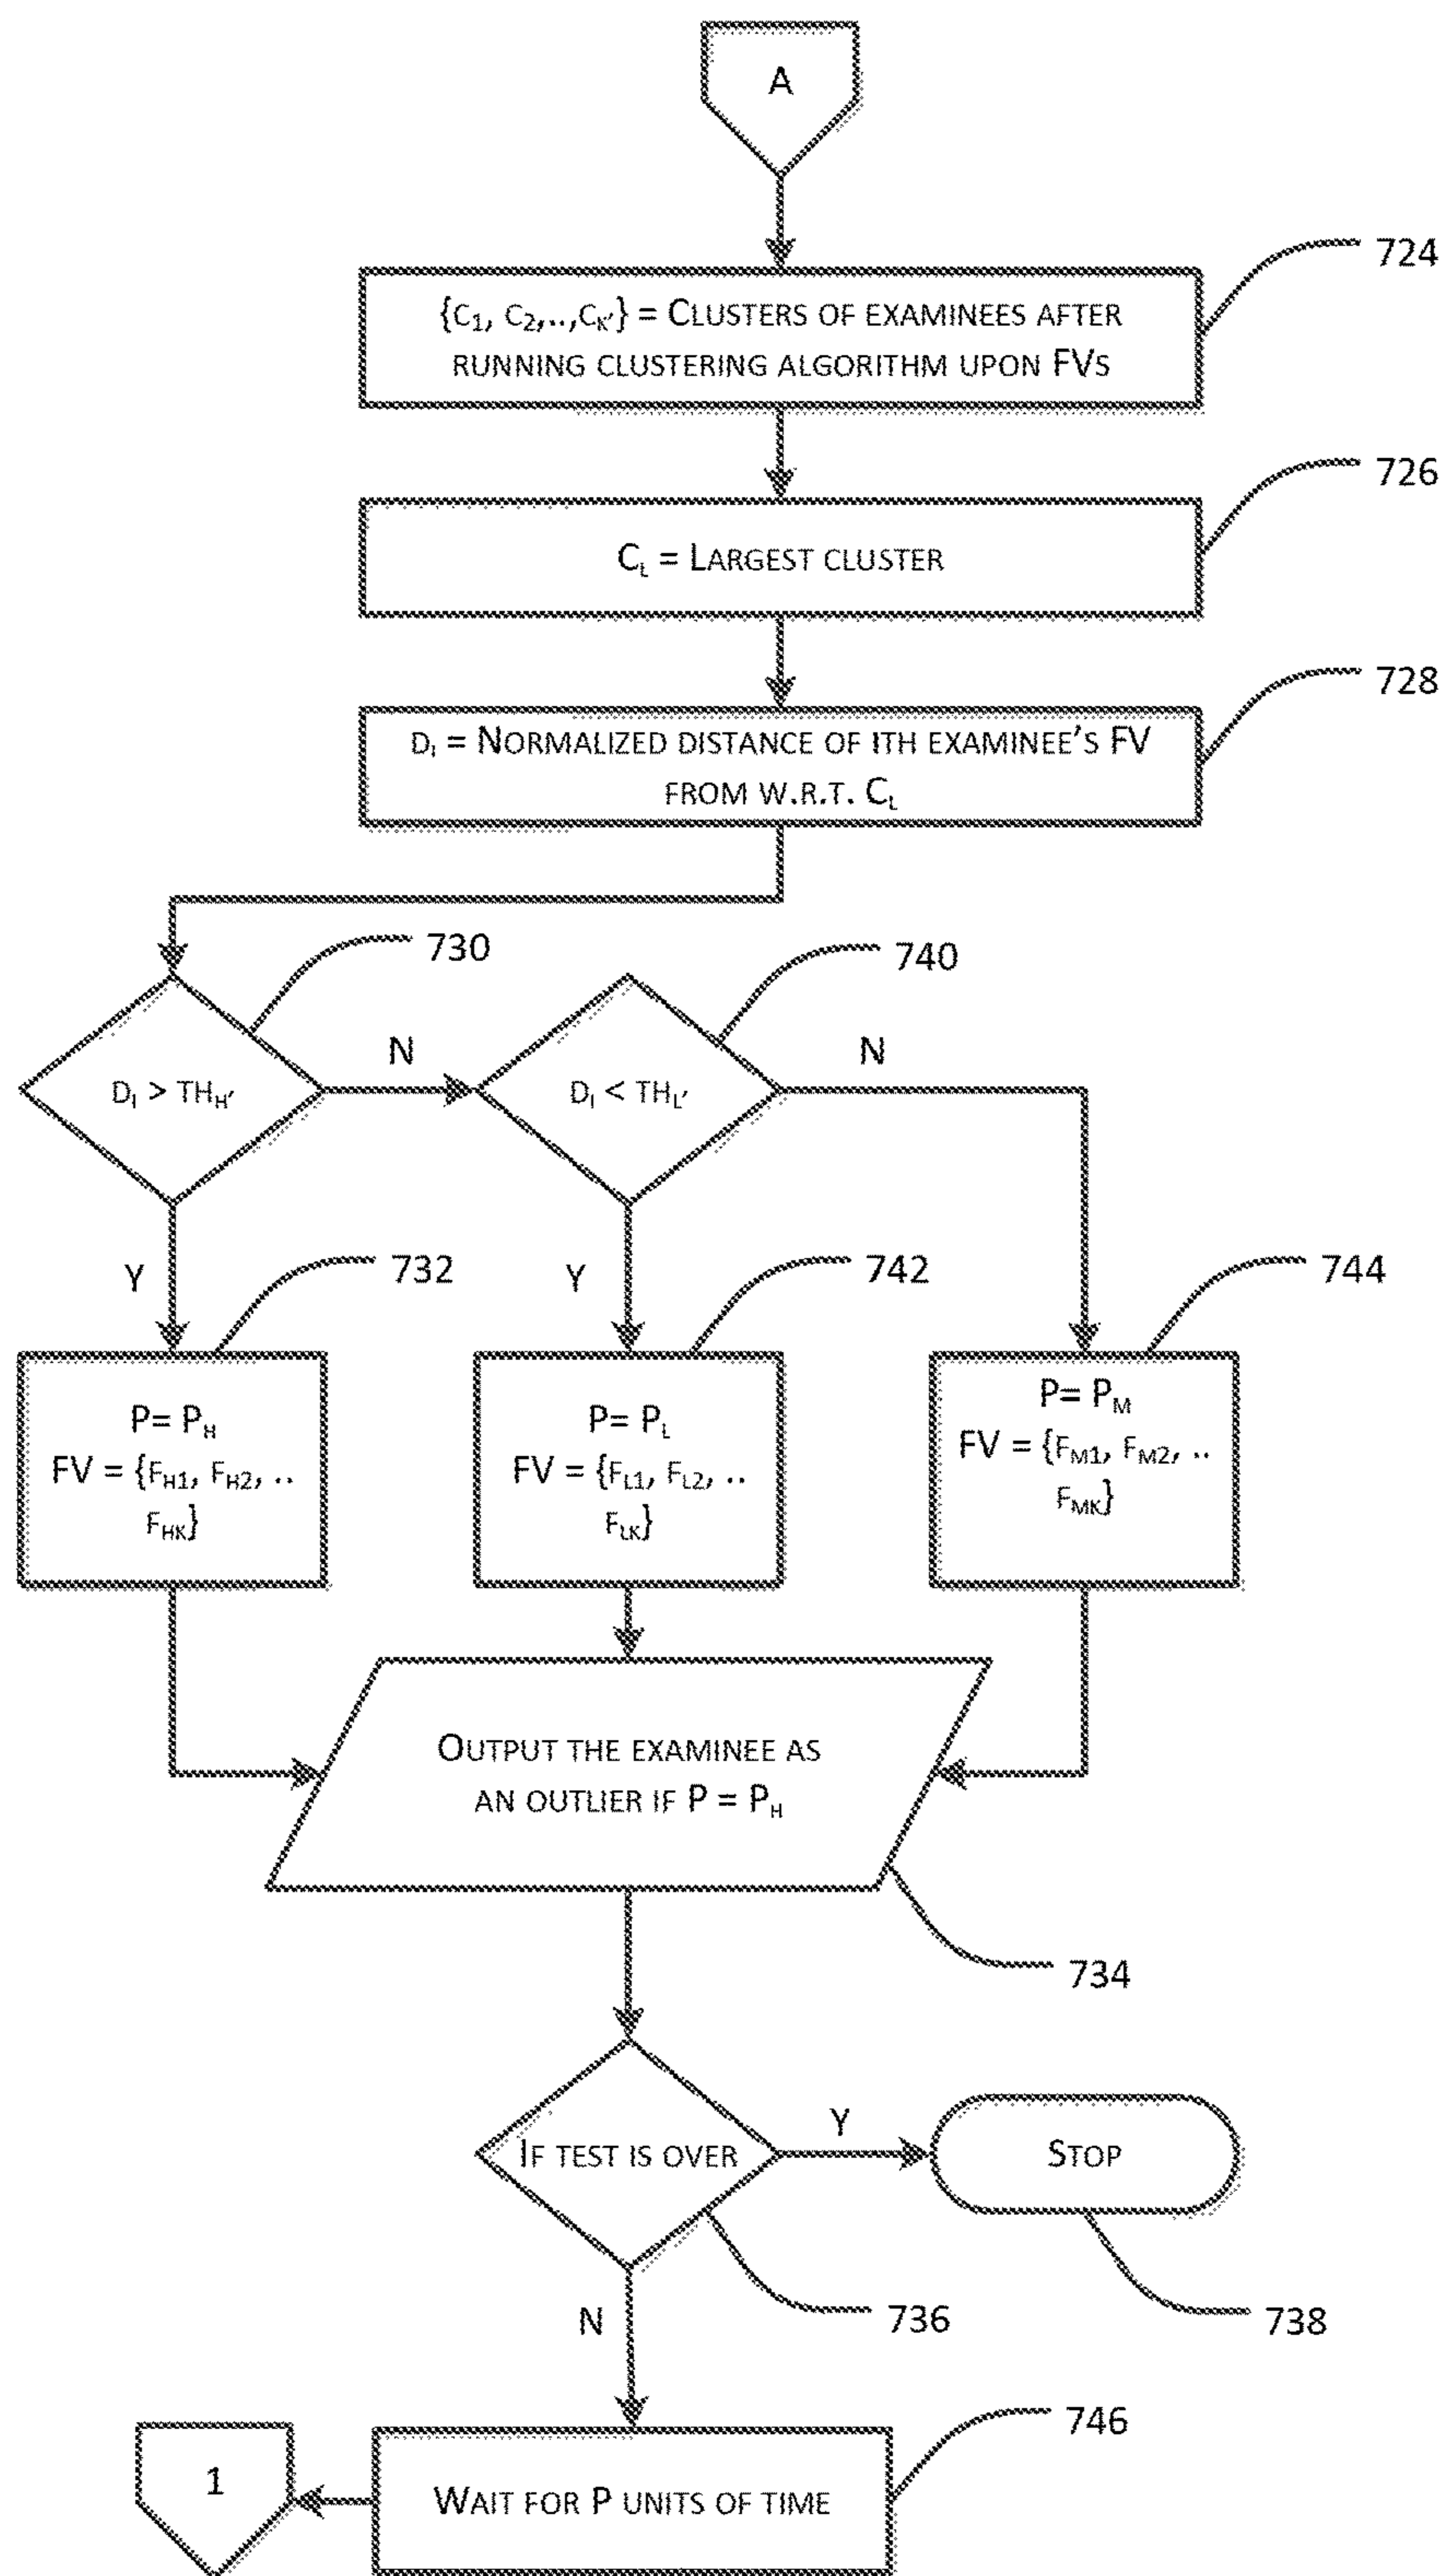 A
724
{C1, C2,..,CK'} = CLUSTERS OF EXAMINEES AFTER
RUNNING CLUSTERING ALGORITHM UPON FVS
726
CL = LARGEST CLUSTER
728
DI = NORMALIZED DISTANCE OF ITH EXAMINEE'S FV
FROM W.R.T. CL
730
740
N
N
DI > THH'
DI < THL'
Y
732
Y
742
744
P= PH
FV = {FH1, FH2, ..
FHK}
P= PL
FV = {FL1, FL2, ..
FLK}
P= PM
FV = {FM1, FM2, ..
FMK}
OUTPUT THE EXAMINEE AS
AN OUTLIER IF P = PH
734
Y
IF TEST IS OVER
STOP
N
736
738
746
1
WAIT FOR P UNITS OF TIME